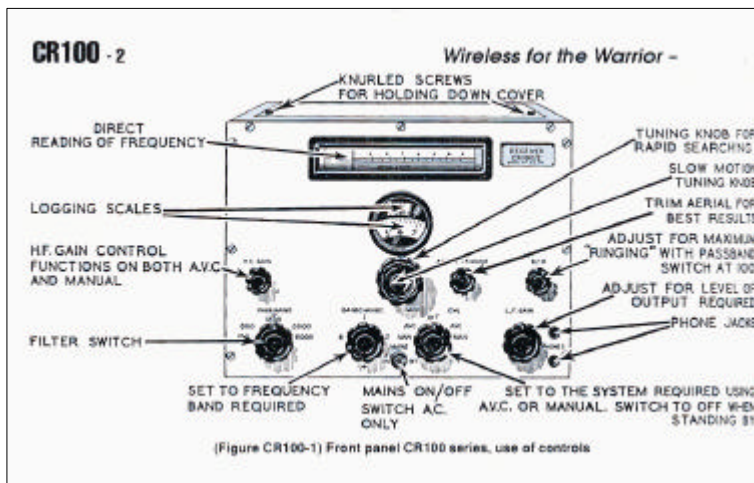 CR100 - 2
Wireless for the Warrior –
KNURLED SCREWS
FOR HOLDING DOWN COVER
DIRECT
READING OF FREQUENCY
TUNING KNOB FOR
RAPID SEARCHING
SLOW MOTION
TUNING KNOB
LOGGING SCALES
TRIM AERIAL FOR
BEST RESULTS
H.F. GAIN CONTROL
FUNCTIONS ON BOTH A.V.C.
AND MANUAL
ADJUST FOR MAXIMUM
"RINGING" WITH PASSBAND
SWITCH AT 100
ADJUST FOR LEVEL OF
OUTPUT REQUIRED
PHONE JACKS
FILTER SWITCH
RECEIVER
L.F. GAIN
SET TO FREQUENCY
BAND REQUIRED
MAINS ON/OFF
SWITCH A.C.
ONLY
SET TO THE SYSTEM REQUIRED USING
A.V.C. OR MANUAL. SWITCH TO OFF WHEN
STANDING BY
(Figure CR100-1) Front panel CR100 series, use of controls